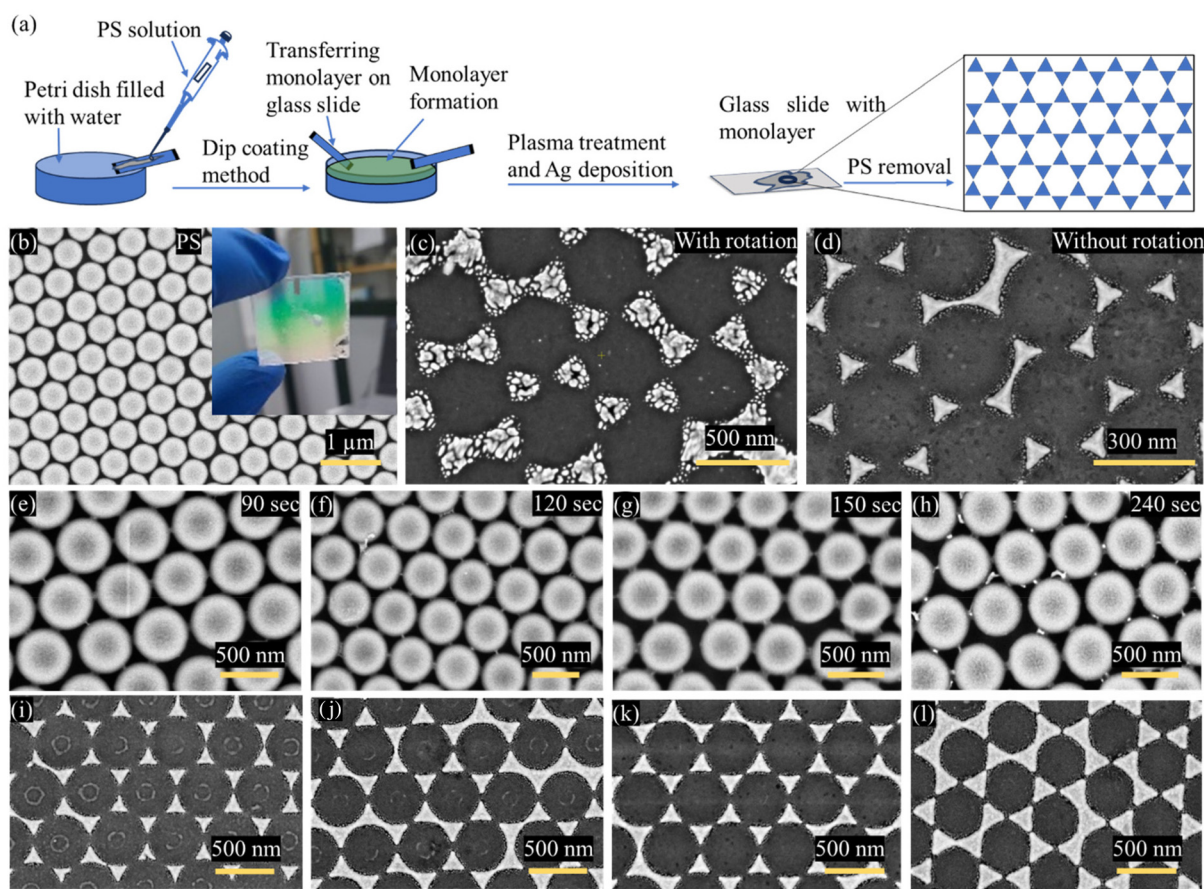 (a)
PS solution
Petri dish filled
with water
Dip coating
method
Transferring
monolayer on
glass slide
Monolayer
formation
Plasma treatment
and Ag deposition
Glass slide with
monolayer
PS removal
(b)
PS
1 µm
(c)
With rotation
500 nm
(d)
Without rotation
300 nm
(e)
90 sec
500 nm
(f)
120 sec
500 nm
(g)
150 sec
500 nm
(h)
240 sec
500 nm
(i)
500 nm
(j)
500 nm
(k)
500 nm
(l)
500 nm